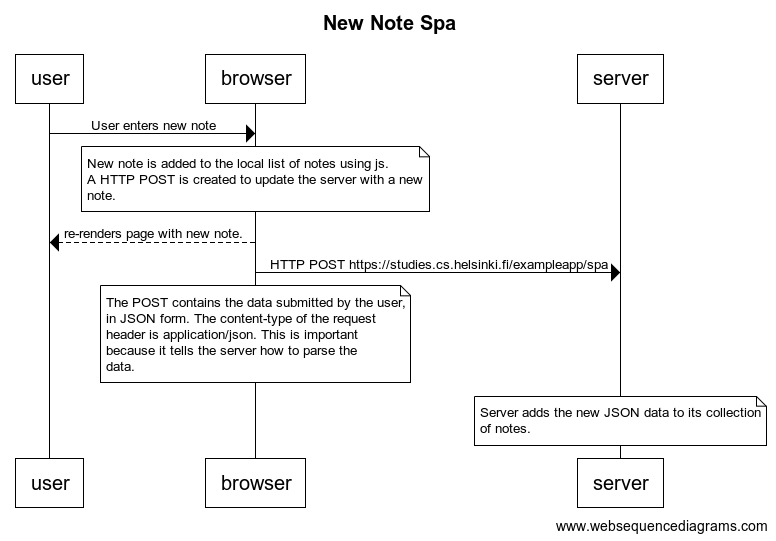 New Note Spa
user
browser
server
User enters new note
New note is added to the local list of notes using js.
A HTTP POST is created to update the server with a new
note.
re-renders page with new note.
HTTP POST https://studies.cs.helsinki.fi/exampleapp/spa
The POST contains the data submitted by the user,
in JSON form. The content-type of the request
header is application/json. This is important
because it tells the server how to parse the
data.
Server adds the new JSON data to its collection
of notes.
user
browser
server
www.websequencediagrams.com